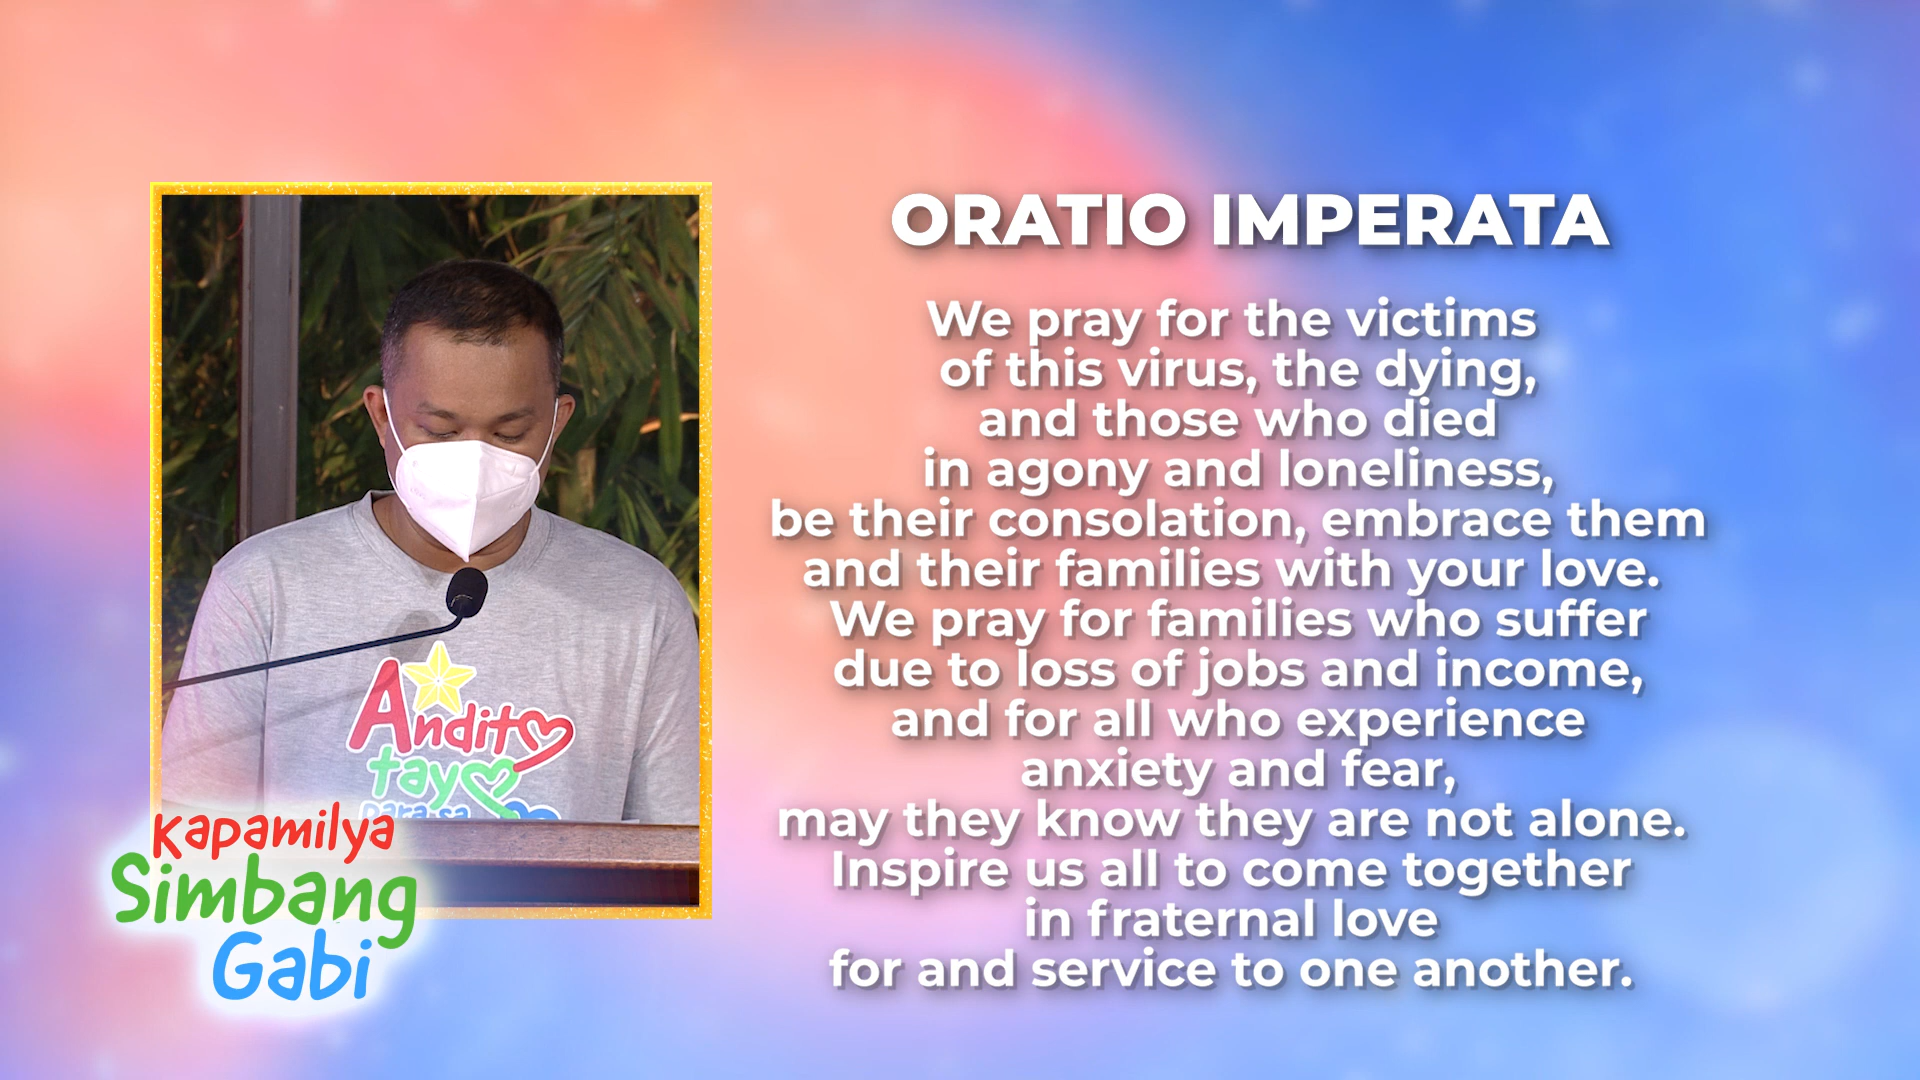 ORATIO IMPERATA
We pray for the victims
of this virus, the dying,
and those who died
in agony and loneliness,
be their consolation, embrace them
and their families with your love.
We pray for families who suffer
due to loss of jobs and income,
and for all who experience
anxiety and fear,
may they know they are not alone.
Inspire us all to come together
in fraternal love
for and service to one another.
Andito
tayo
para sa
Kapamilya
Simbang
Gabi